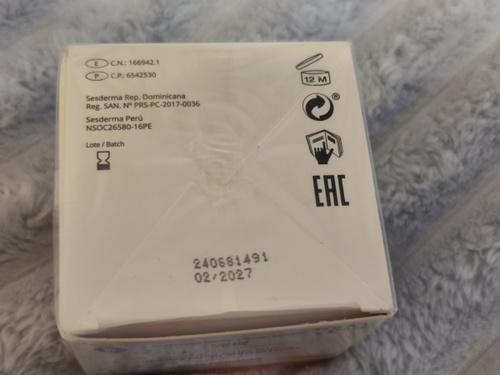 E C.N.: 166942.1
P C.P.: 6542530
Sesderma Rep. Dominicana
Reg. SAN. Nº PRS-PC-2017-0036
Sesderma Perú
NSOC26580-16PE
Lote / Batch
12 M
®
EAC
240681491
02/2027